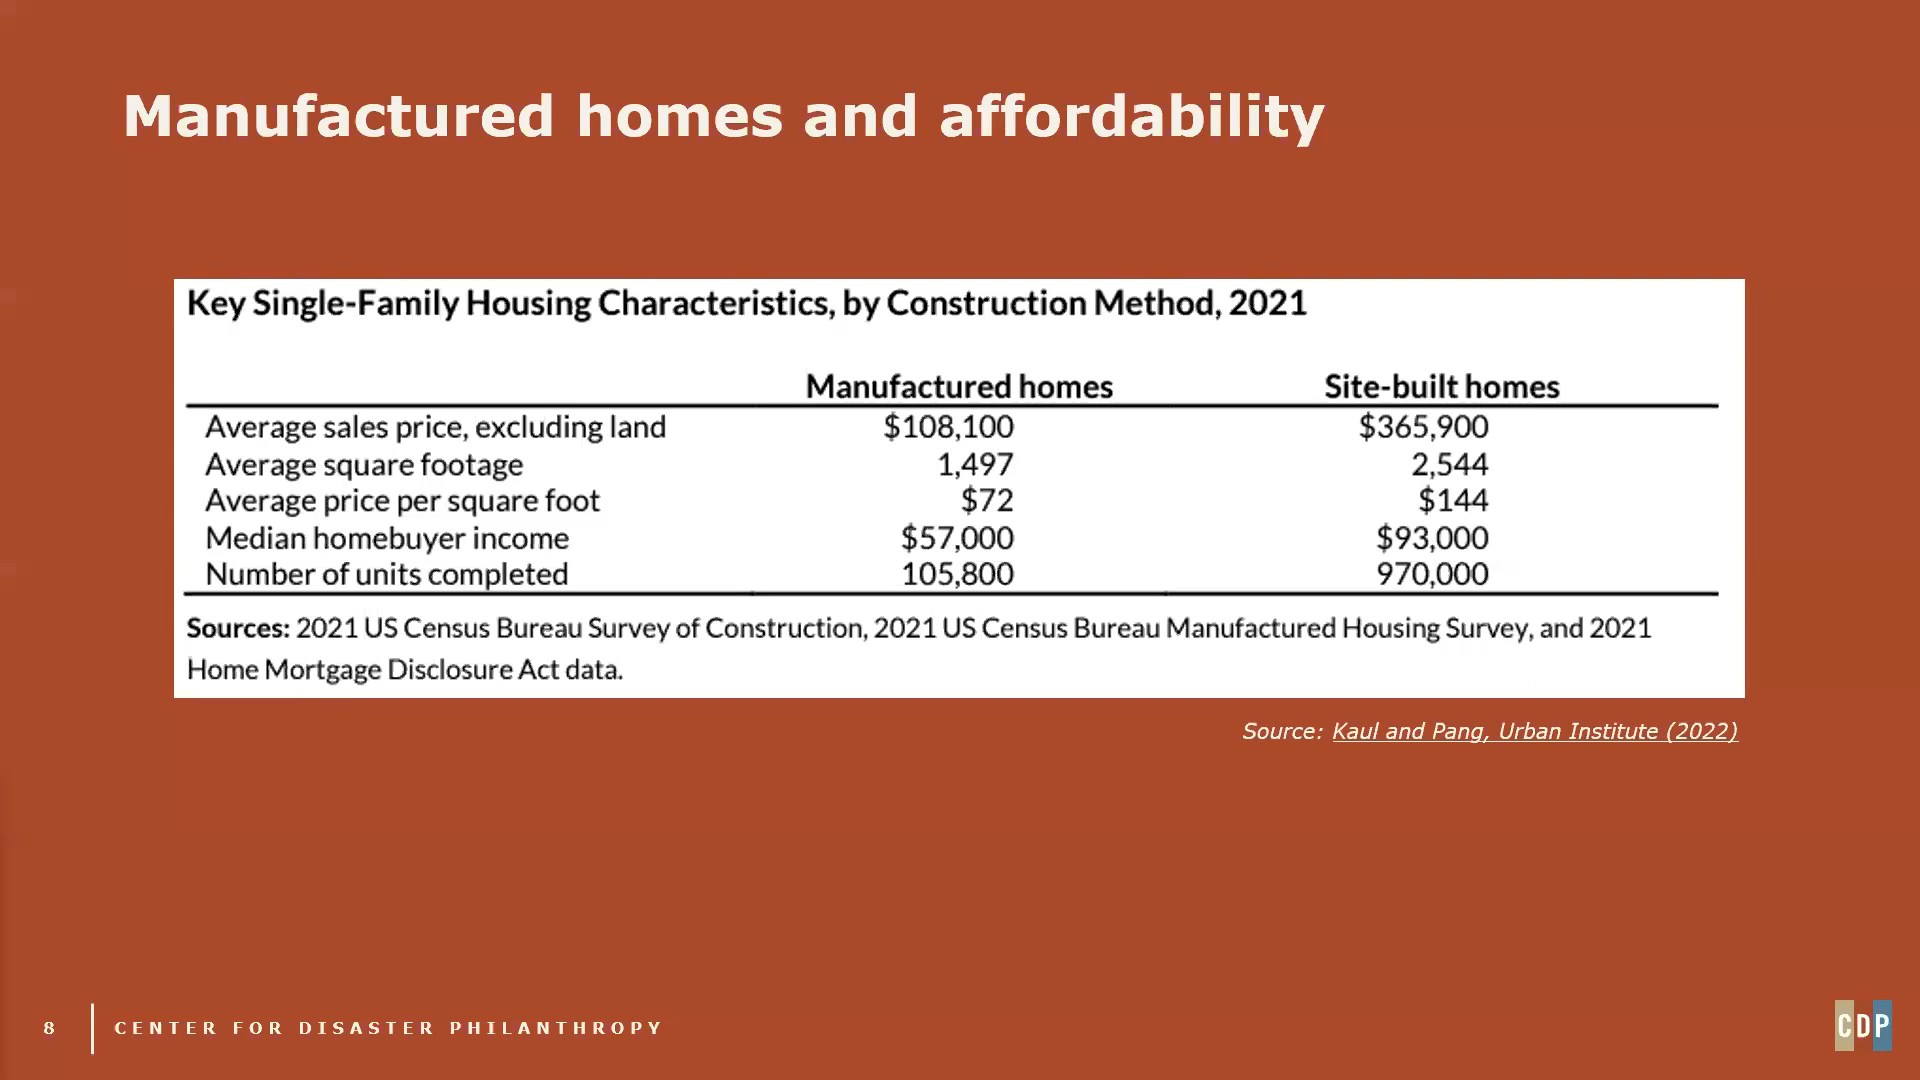 Manufactured homes and affordability
Key Single-Family Housing Characteristics, by Construction Method, 2021
Manufactured homes Site-built homes
Average sales price, excluding land $108,100 $365,900
Average square footage 1,497 2,544
Average price per square foot $72 $144
Median homebuyer income $57,000 $93,000
Number of units completed 105,800 970,000
Sources: 2021 US Census Bureau Survey of Construction, 2021 US Census Bureau Manufactured Housing Survey, and 2021
Home Mortgage Disclosure Act data.
Source: Kaul and Pang, Urban Institute (2022)
8 CENTER FOR DISASTER PHILANTHROPY
CDP